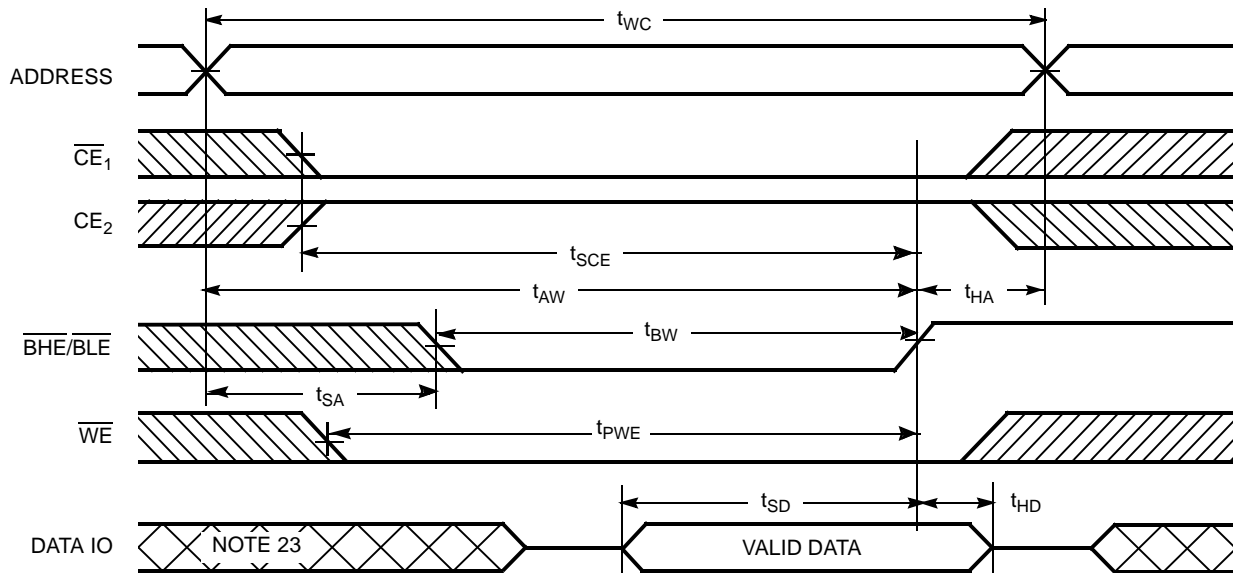 tWC
ADDRESS
CE1
CE2
tSCE
tAW
tHA
BHE/BLE
tBW
tSA
WE
tPWE
tSD
tHD
DATA IO
NOTE 23
VALID DATA